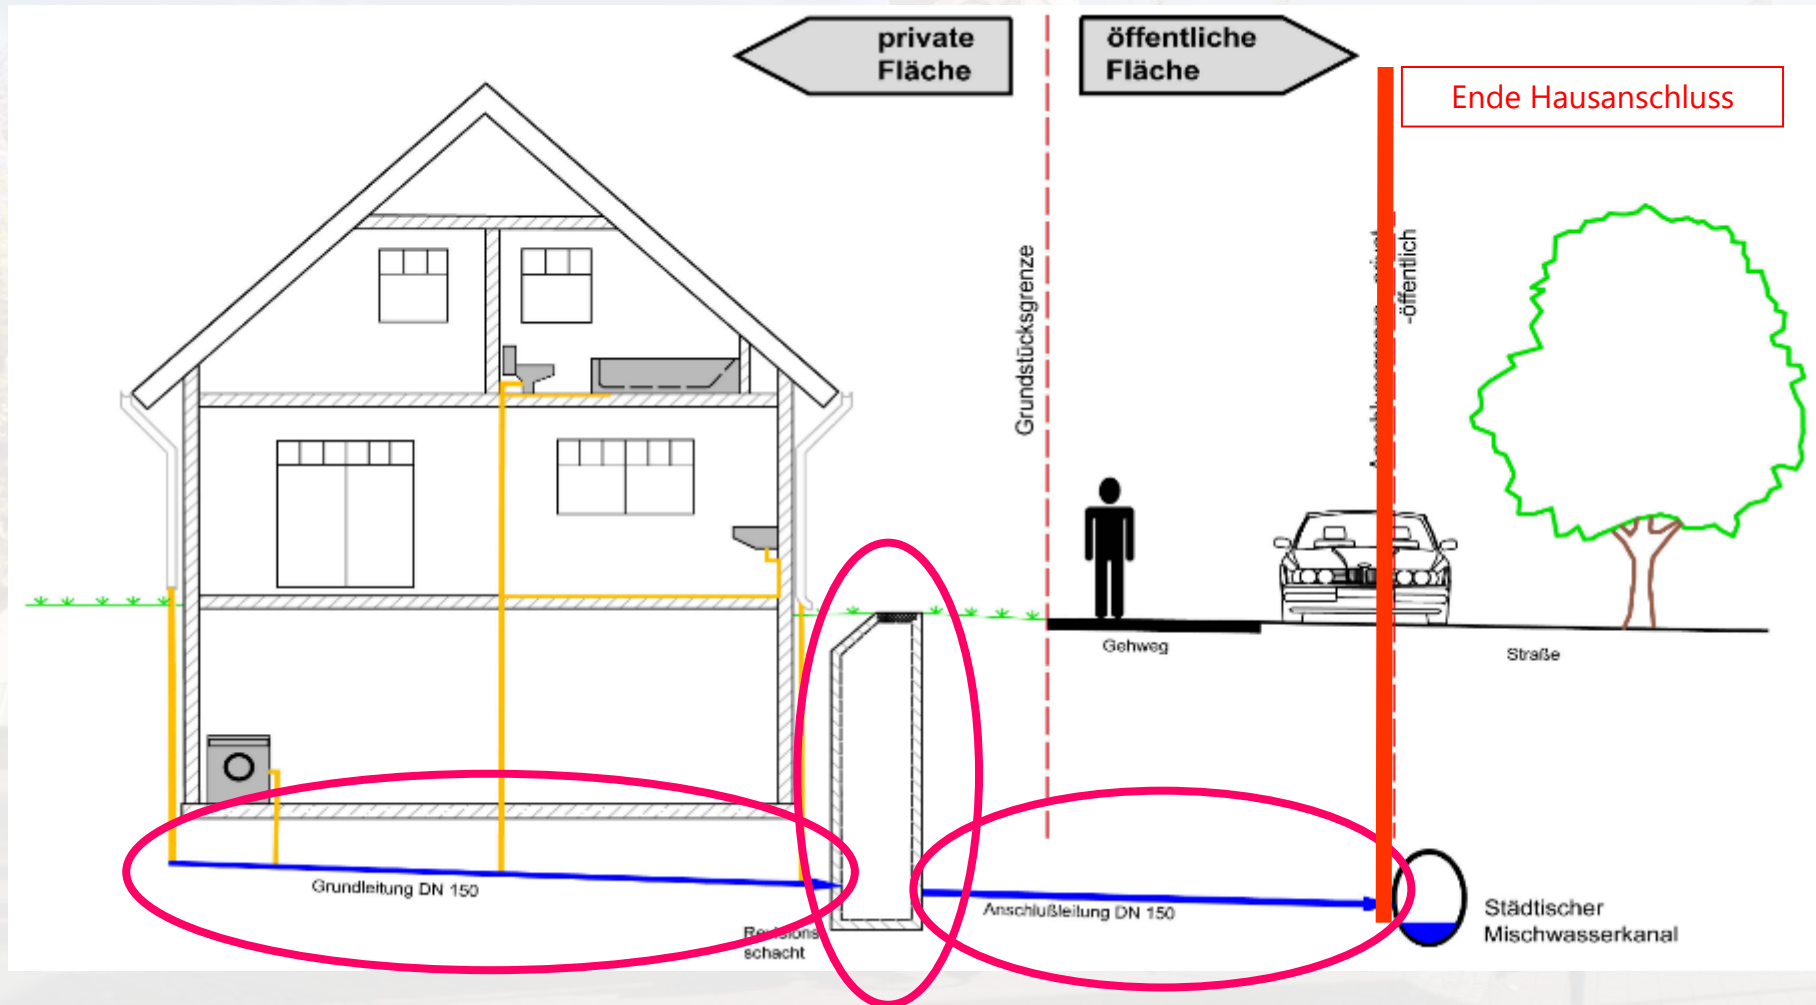 private
Fläche
öffentliche
Fläche
Ende Hausanschluss
Grundstücksgrenze
-öffentlich
Gehweg
Straße
Grundleitung DN 150
Anschlußleitung DN 150
Revisions
schacht
Städtischer
Mischwasserkanal